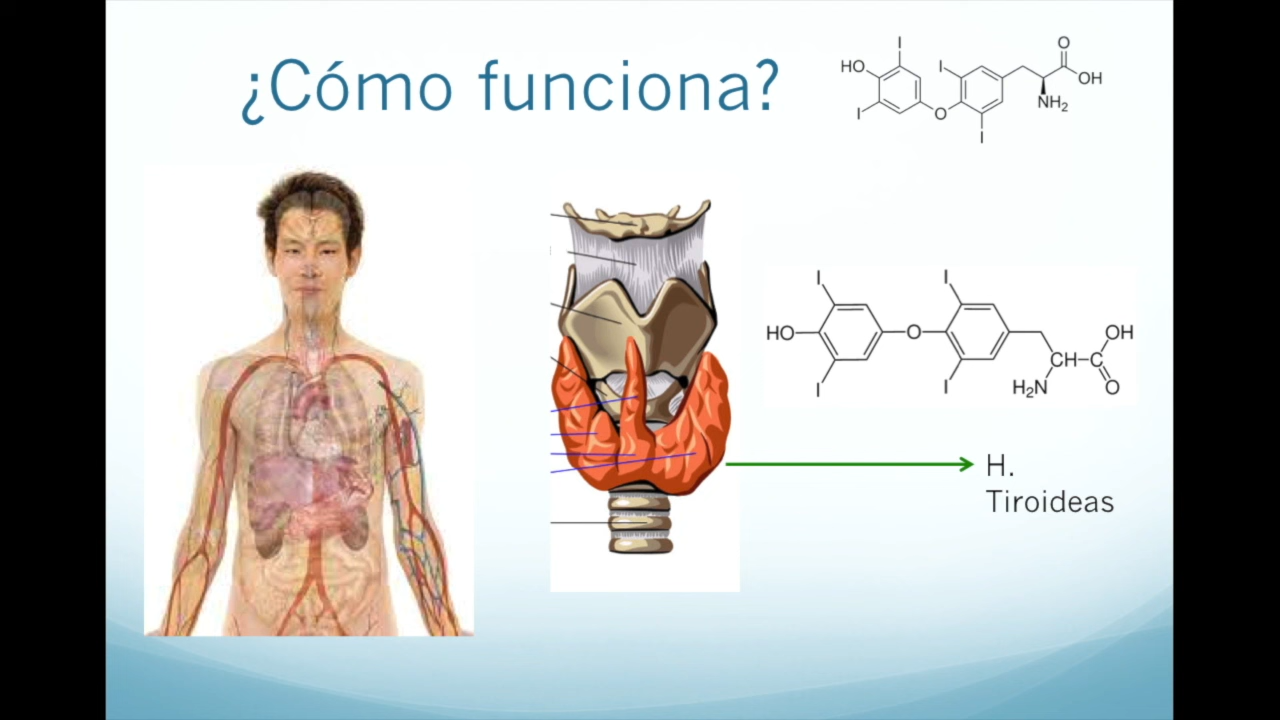 ¿Cómo funciona?
I
O
HO
I
OH
NH₂
I
O
I
I
I
HO
O
OH
CH
C
I
I
H₂N
O
H.
Tiroideas